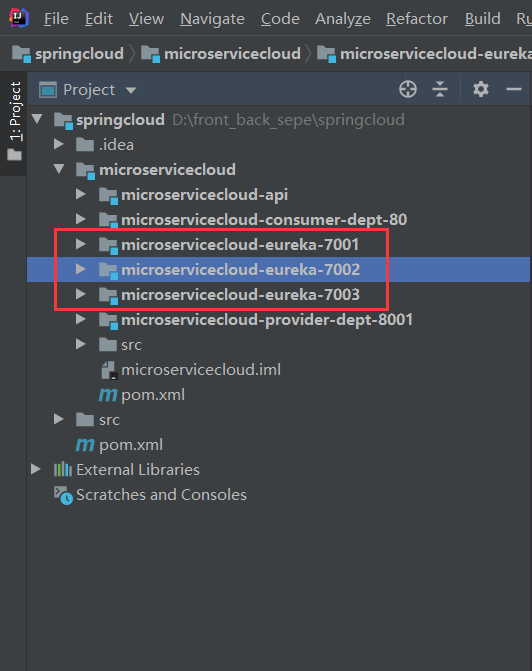 File Edit View Navigate Code Analyze Refactor Build
springcloud microservicecloud microservicecloud-eureka
1: Project
Project
springcloud D:\front_back_sepe\springcloud
.idea
microservicecloud
microservicecloud-api
microservicecloud-consumer-dept-80
microservicecloud-eureka-7001
microservicecloud-eureka-7002
microservicecloud-eureka-7003
microservicecloud-provider-dept-8001
src
microservicecloud.iml
pom.xml
src
pom.xml
External Libraries
Scratches and Consoles